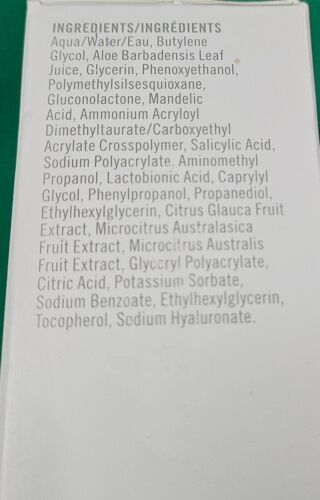 INGREDIENTS/INGRÉDIENTS
Aqua/Water/Eau, Butylene
Glycol, Aloe Barbadensis Leaf
Juice, Glycerin, Phenoxyethanol,
Polymethylsilsesquioxane,
Gluconolactone, Mandelic
Acid, Ammonium Acryloyl
Dimethyltaurate/Carboxyethyl
Acrylate Crosspolymer, Salicylic Acid,
Sodium Polyacrylate, Aminomethyl
Propanol, Lactobionic Acid, Caprylyl
Glycol, Phenylpropanol, Propanediol,
Ethylhexylglycerin, Citrus Glauca Fruit
Extract, Microcitrus Australasica
Fruit Extract, Microcitrus Australis
Fruit Extract, Glyceryl Polyacrylate,
Citric Acid, Potassium Sorbate,
Sodium Benzoate, Ethylhexylglycerin,
Tocopherol, Sodium Hyaluronate.